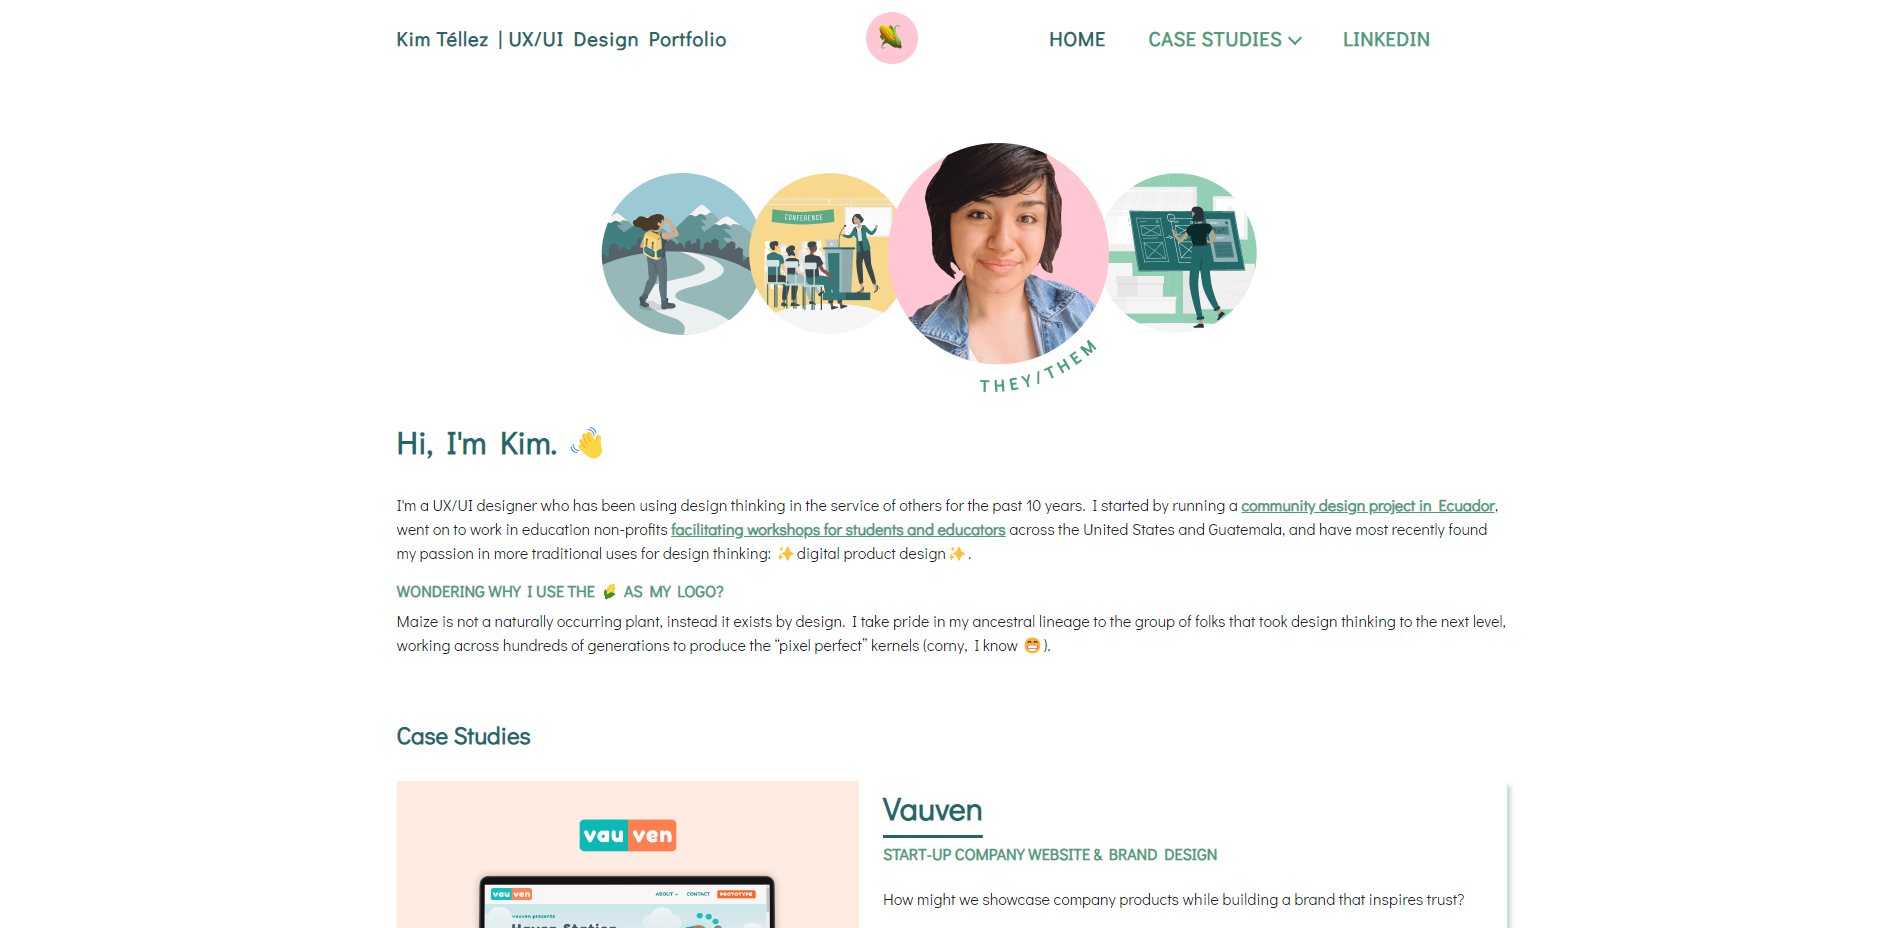 Kim Téllez | UX/UI Design Portfolio
HOME
CASE STUDIES
LINKEDIN
CONFERENCE
THEY/THEM
Hi, I'm Kim. 👋
I'm a UX/UI designer who has been using design thinking in the service of others for the past 10 years. I started by running a community design project in Ecuador,
went on to work in education non-profits facilitating workshops for students and educators across the United States and Guatemala, and have most recently found
my passion in more traditional uses for design thinking: ✨digital product design✨.
WONDERING WHY I USE THE 🌽 AS MY LOGO?
Maize is not a naturally occurring plant, instead it exists by design. I take pride in my ancestral lineage to the group of folks that took design thinking to the next level,
working across hundreds of generations to produce the “pixel perfect” kernels (corny, I know 😁).
Case Studies
vauven
vauven
ABOUT
CONTACT
PROTOTYPE
vauven presents
Haven Station
Vauven
START-UP COMPANY WEBSITE & BRAND DESIGN
How might we showcase company products while building a brand that inspires trust?